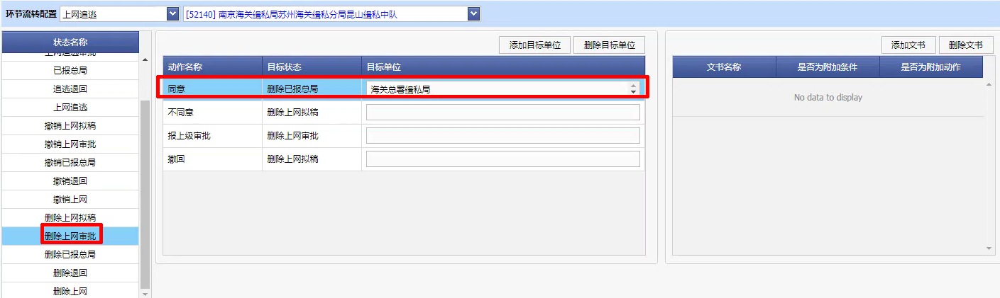 环节流转配置 上网追逃 [52140] 南京海关缉私局苏州海关缉私分局昆山缉私中队
状态名称
上网追逃审批
已报总局
追逃退回
上网追逃
撤销上网拟稿
撤销上网审批
撤销已报总局
撤销退回
撤销上网
删除上网拟稿
删除上网审批
删除已报总局
删除退回
删除上网
添加目标单位 删除目标单位
动作名称 目标状态 目标单位
同意 删除已报总局 海关总署缉私局
不同意 删除上网拟稿
报上级审批 删除上网审批
撤回 删除上网拟稿
添加文书 删除文书
文书名称 是否为附加条件 是否为附加动作
No data to display